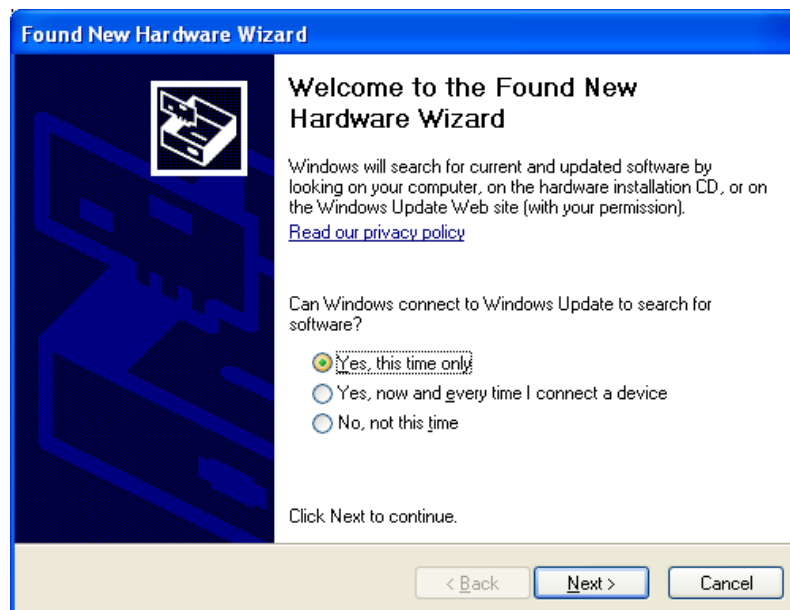 Found New Hardware Wizard
Welcome to the Found New
Hardware Wizard
Windows will search for current and updated software by
looking on your computer, on the hardware installation CD, or on
the Windows Update Web site (with your permission).
Read our privacy policy
Can Windows connect to Windows Update to search for
software?
Yes, this time only
Yes, now and every time I connect a device
No, not this time
Click Next to continue.
< Back
Next >
Cancel